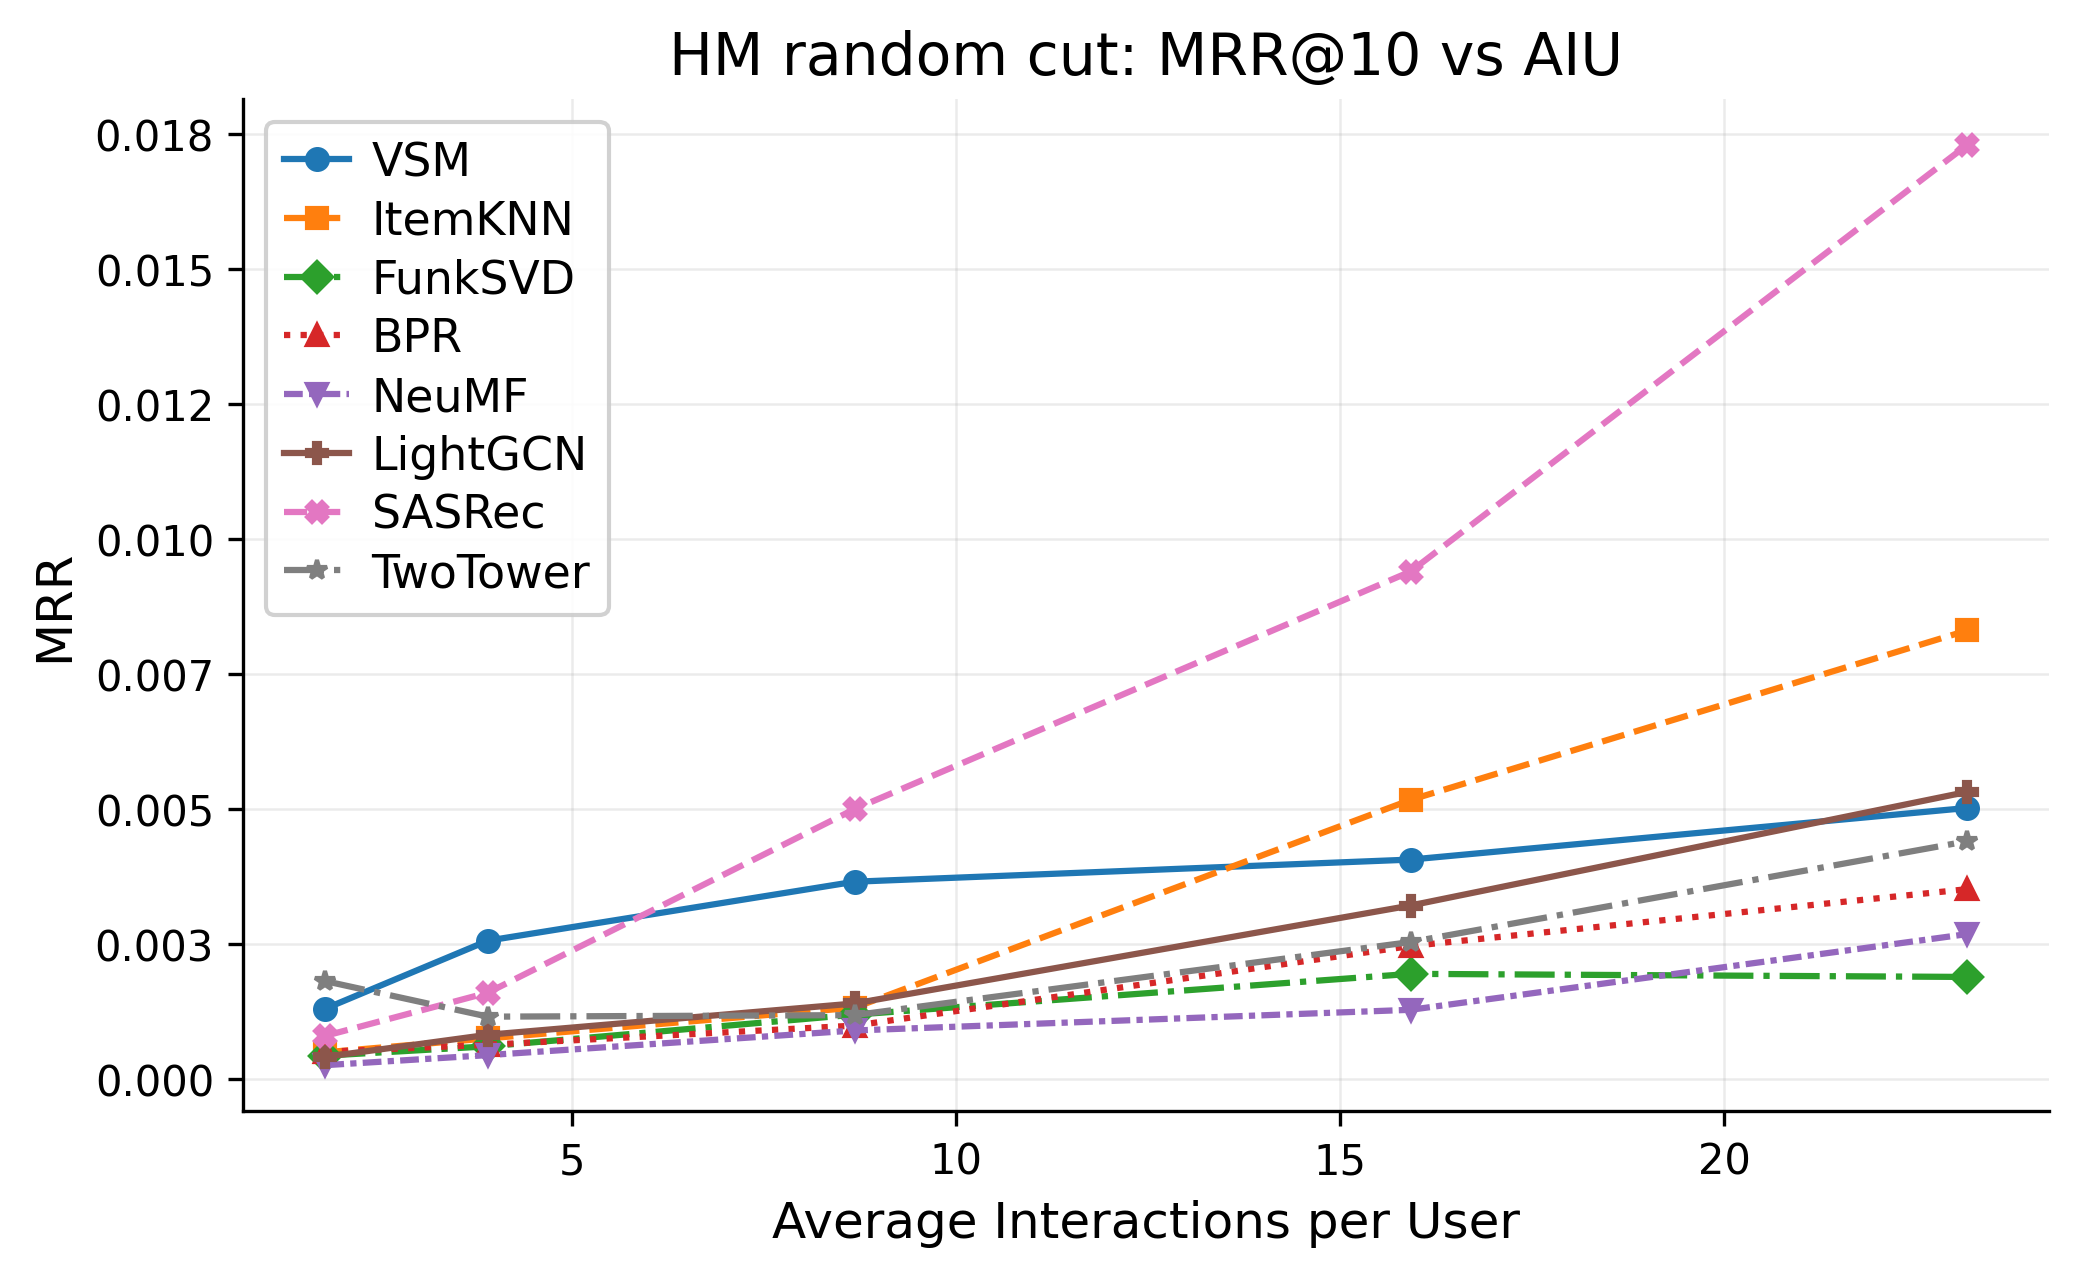 HM random cut: MRR@10 vs AIU
0.018
0.015
0.012
0.010
0.007
0.005
0.003
0.000
MRR
VSM
ItemKNN
FunkSVD
BPR
NeuMF
LightGCN
SASRec
TwoTower
5
10
15
20
Average Interactions per User